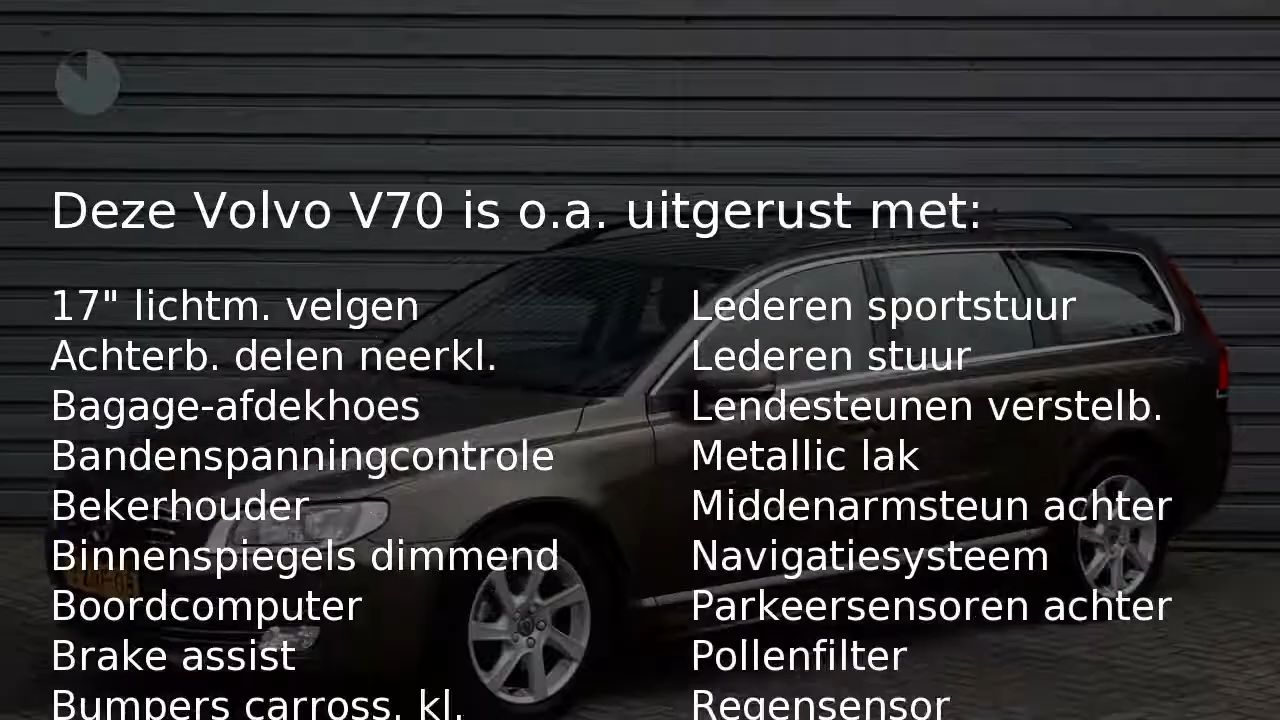 Deze Volvo V70 is o.a. uitgerust met:
17" lichtm. velgen
Achterb. delen neerkl.
Bagage-afdekhoes
Bandenspanningcontrole
Bekerhouder
Binnenspiegels dimmend
Boordcomputer
Brake assist
Bumpers carross. kl.
Lederen sportstuur
Lederen stuur
Lendesteunen verstelb.
Metallic lak
Middenarmsteun achter
Navigatiesysteem
Parkeersensoren achter
Pollenfilter
Regensensor